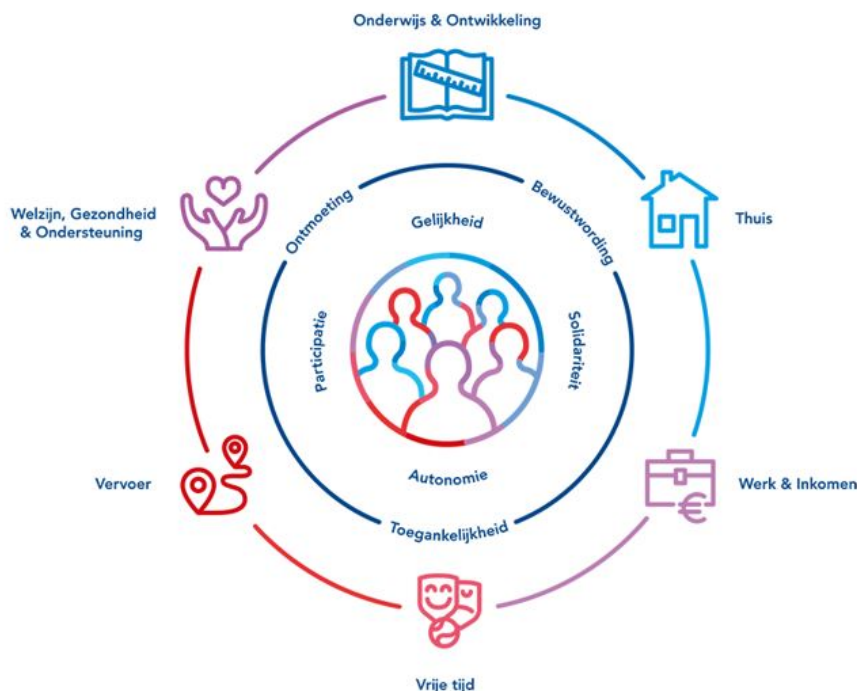 Onderwijs & Ontwikkeling
Welzijn, Gezondheid
& Ondersteuning
Ontmoeting
Bewustwording
Thuis
Gelijkheid
Participatie
Solidariteit
Autonomie
Toegankelijkheid
Vervoer
Werk & Inkomen
Vrije tijd